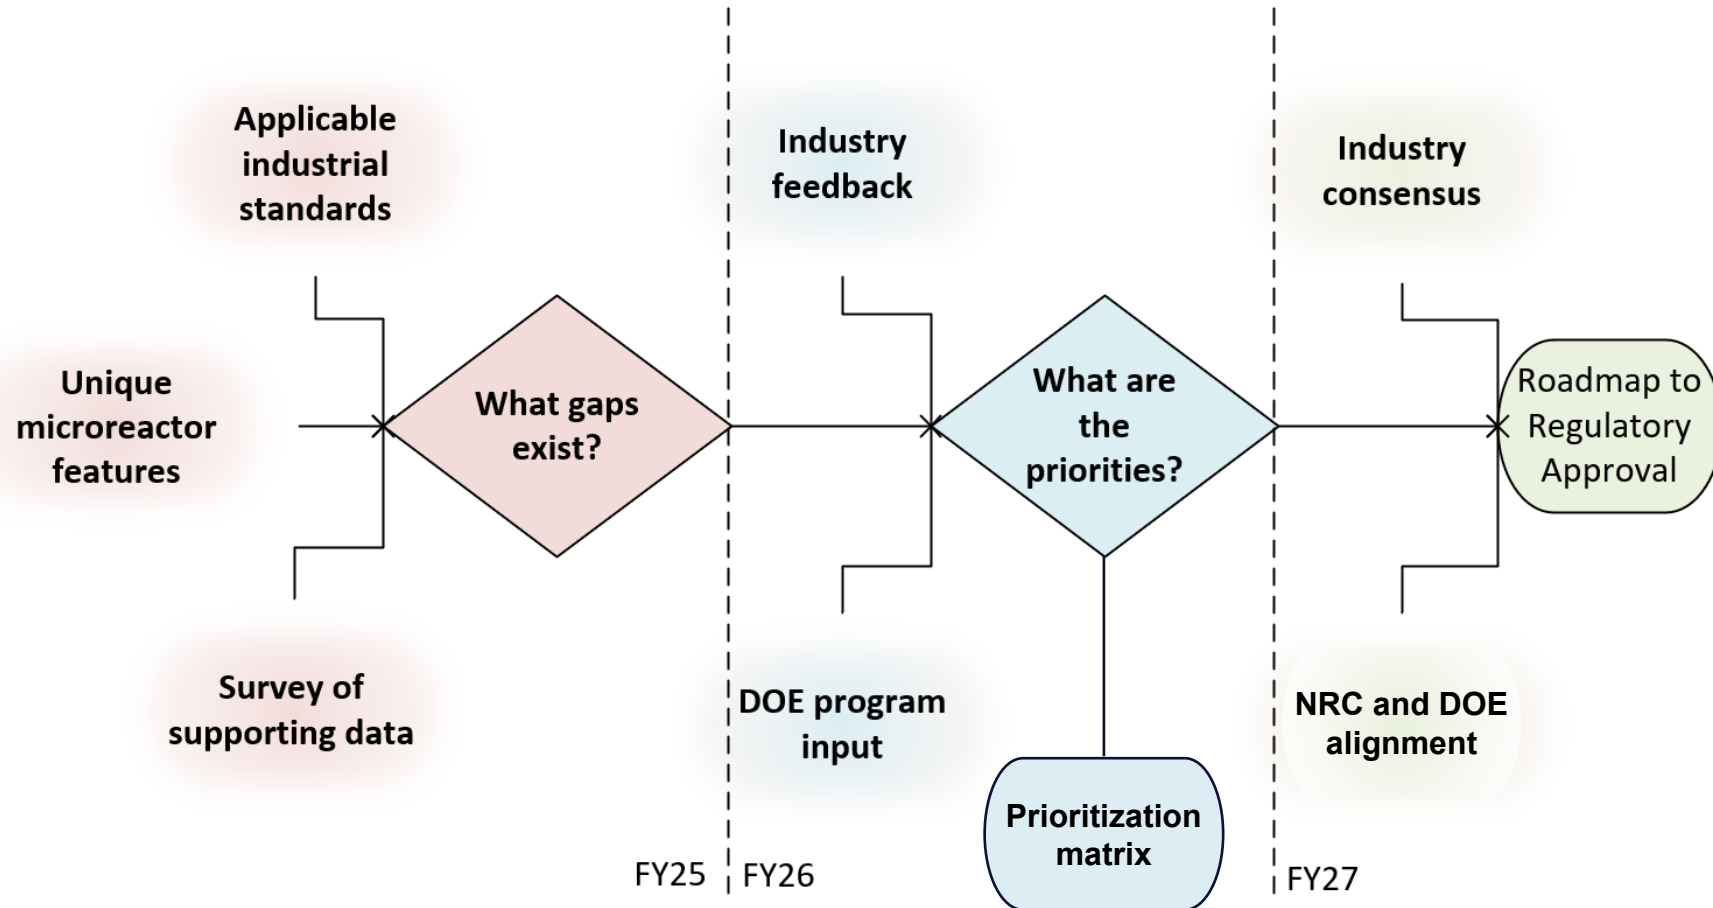 Applicable
industrial
standards
Unique
microreactor
features
Survey of
supporting data
What gaps
exist?
FY25
FY26
Industry
feedback
DOE program
input
What are
the
priorities?
Prioritization
matrix
FY27
Industry
consensus
NRC and DOE
alignment
Roadmap to
Regulatory
Approval